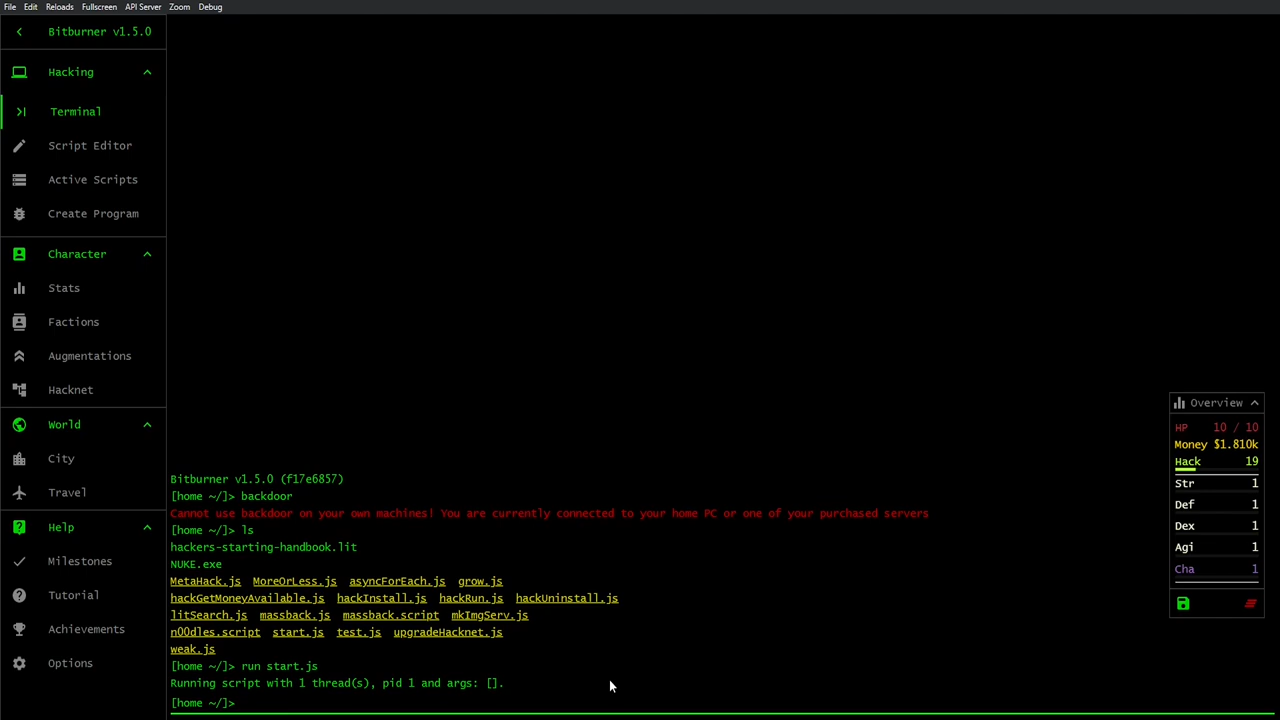 File Edit Reloads Fullscreen API Server Zoom Debug
Bitburner v1.5.0
Hacking
Terminal
Script Editor
Active Scripts
Create Program
Character
Stats
Factions
Augmentations
Hacknet
World
City
Travel
Help
Milestones
Tutorial
Achievements
Options
Bitburner v1.5.0 (f17e6857)
[home ~/]> backdoor
Cannot use backdoor on your own machines! You are currently connected to your home PC or one of your purchased servers
[home ~/]> ls
hackers-starting-handbook.lit
NUKE.exe
MetaHack.js MoreOrLess.js asyncForEach.js grow.js
hackGetMoneyAvailable.js hackInstall.js hackRun.js hackUninstall.js
litSearch.js massback.js massback.script mkImgServ.js
n00dles.script start.js test.js upgradeHacknet.js
weak.js
[home ~/]> run start.js
Running script with 1 thread(s), pid 1 and args: [].
[home ~/]>
Overview
HP 10 / 10
Money $1.810k
Hack 19
Str 1
Def 1
Dex 1
Agi 1
Cha 1